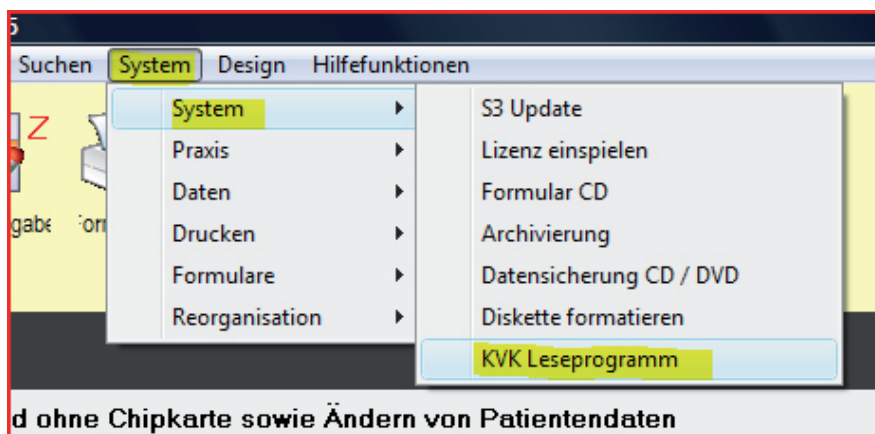 5
Suchen System Design Hilfefunktionen
Z
System
Praxis
Daten
Drucken
Formulare
Reorganisation
S3 Update
Lizenz einspielen
Formular CD
Archivierung
Datensicherung CD / DVD
Diskette formatieren
KVK Leseprogramm
d ohne Chipkarte sowie Ändern von Patientendaten